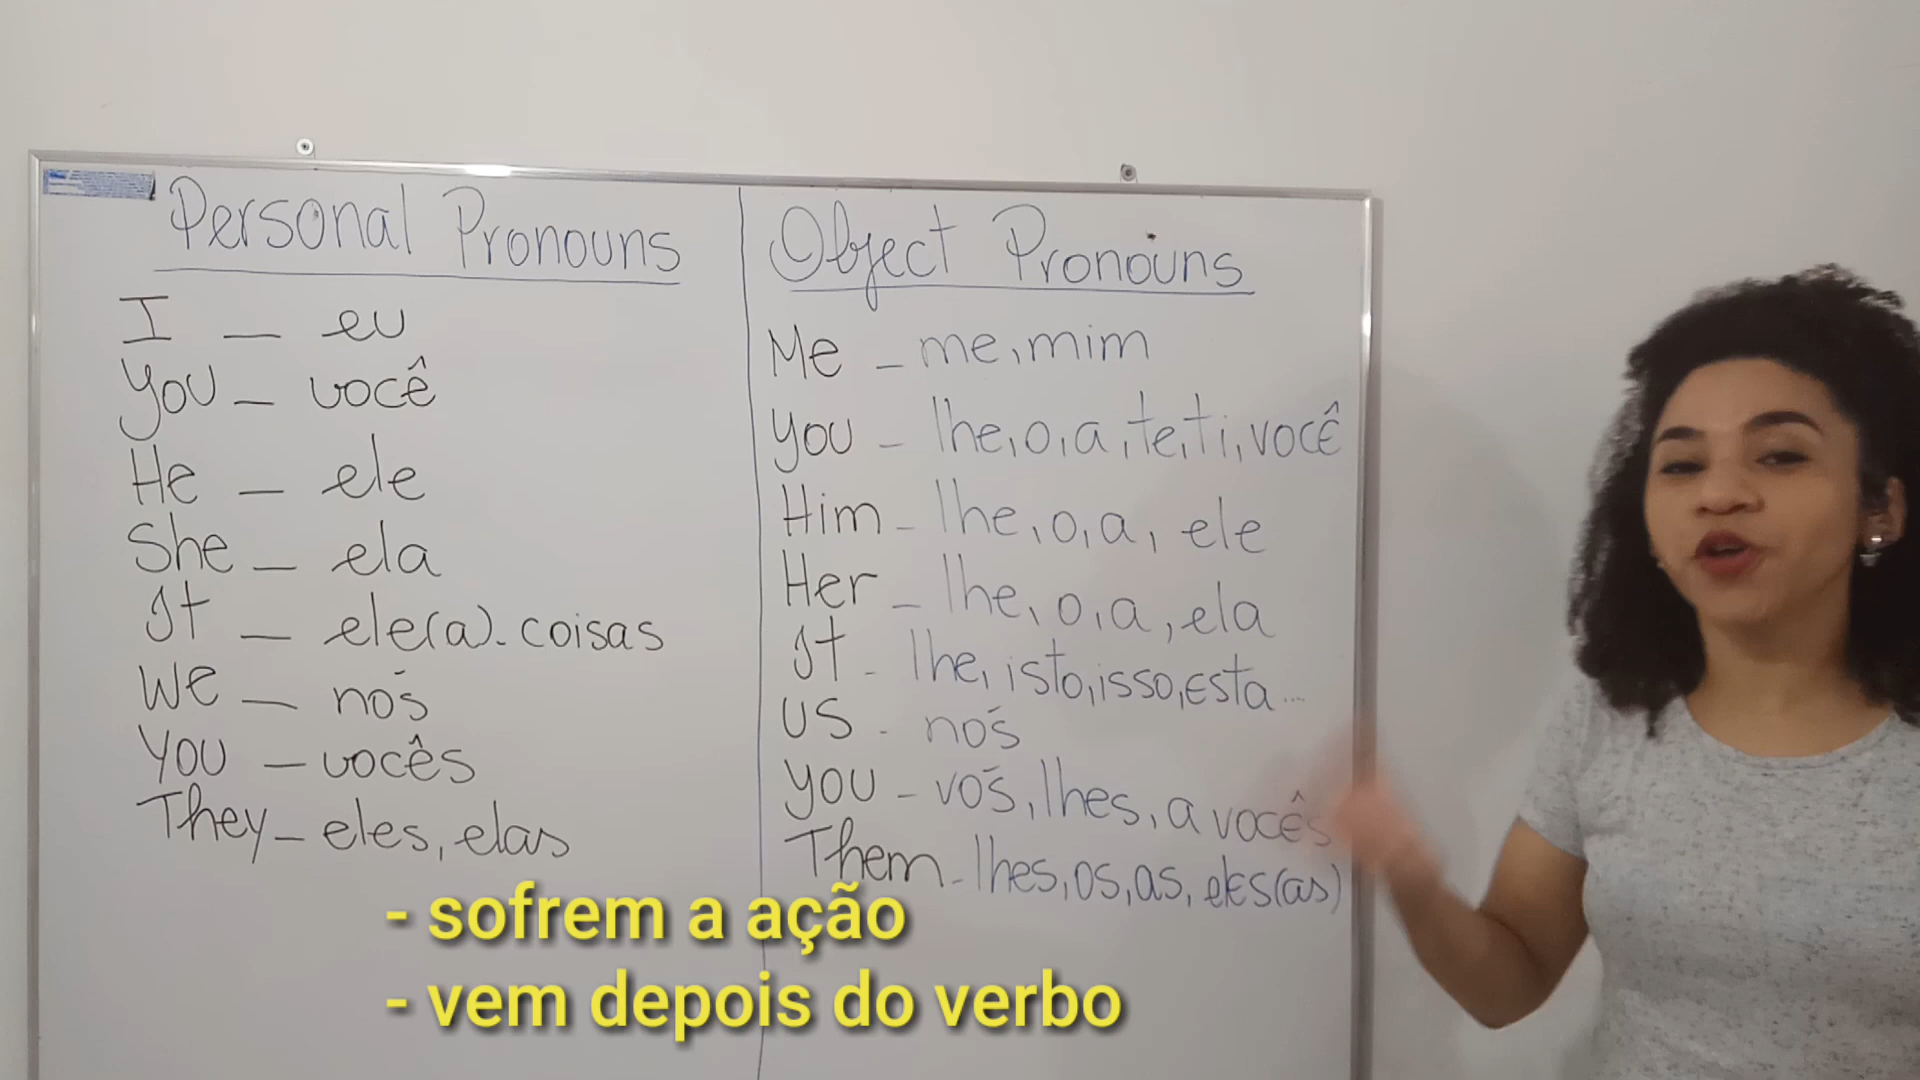 Personal Pronouns
I — eu
You — você
He — ele
She — ela
It — ele(a). coisas
We — nós
You — vocês
They — eles, elas
Object Pronouns
Me — me, mim
You — lhe, o, a, te, ti, você
Him — lhe, o, a, ele
Her — lhe, o, a, ela
It - lhe, isto, isso, esta...
US - nós
You — vós, lhes, a vocês
Them - lhes, os, as, eles(as)
- sofrem a ação
- vem depois do verbo